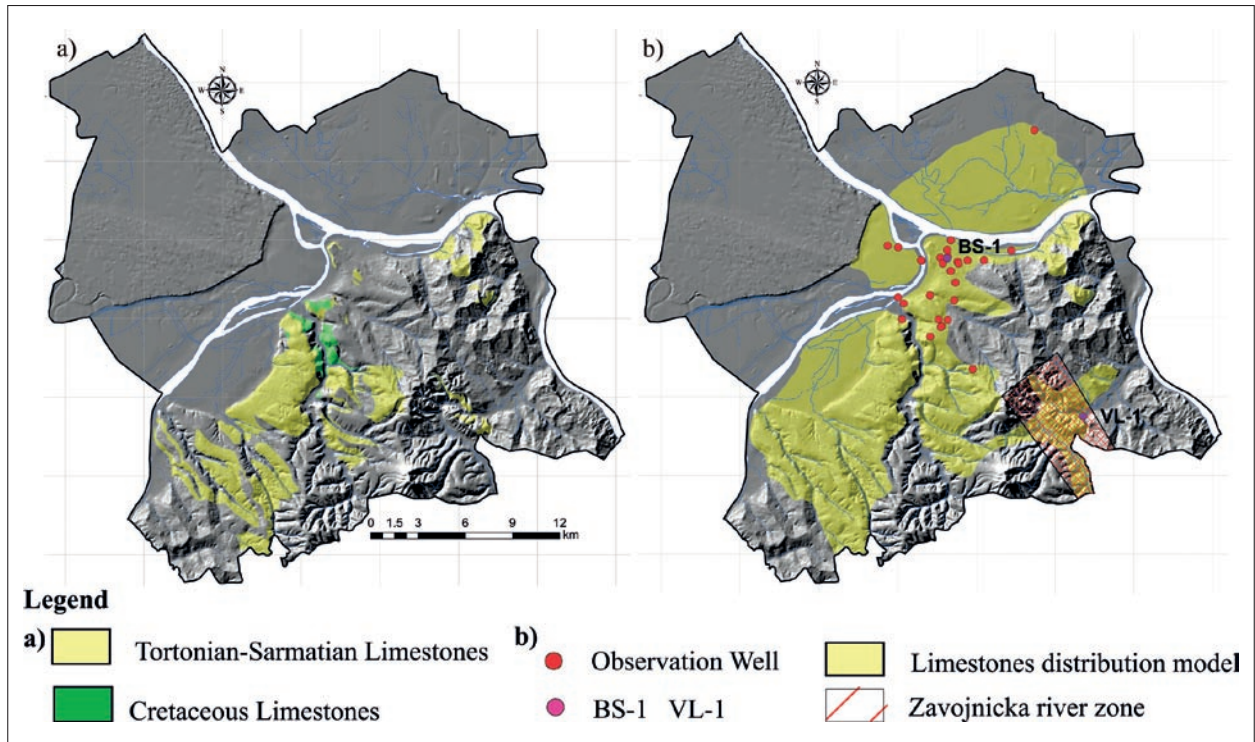 a)
N
W E
S
0 1.5 3 6 9 12
km
b)
N
W E
S
BS-1
VL-1
Legend
a)
Tortonian-Sarmatian Limestones
Cretaceous Limestones
b)
Observation Well
BS-1 VL-1
Limestones distribution model
Zavojnicka river zone